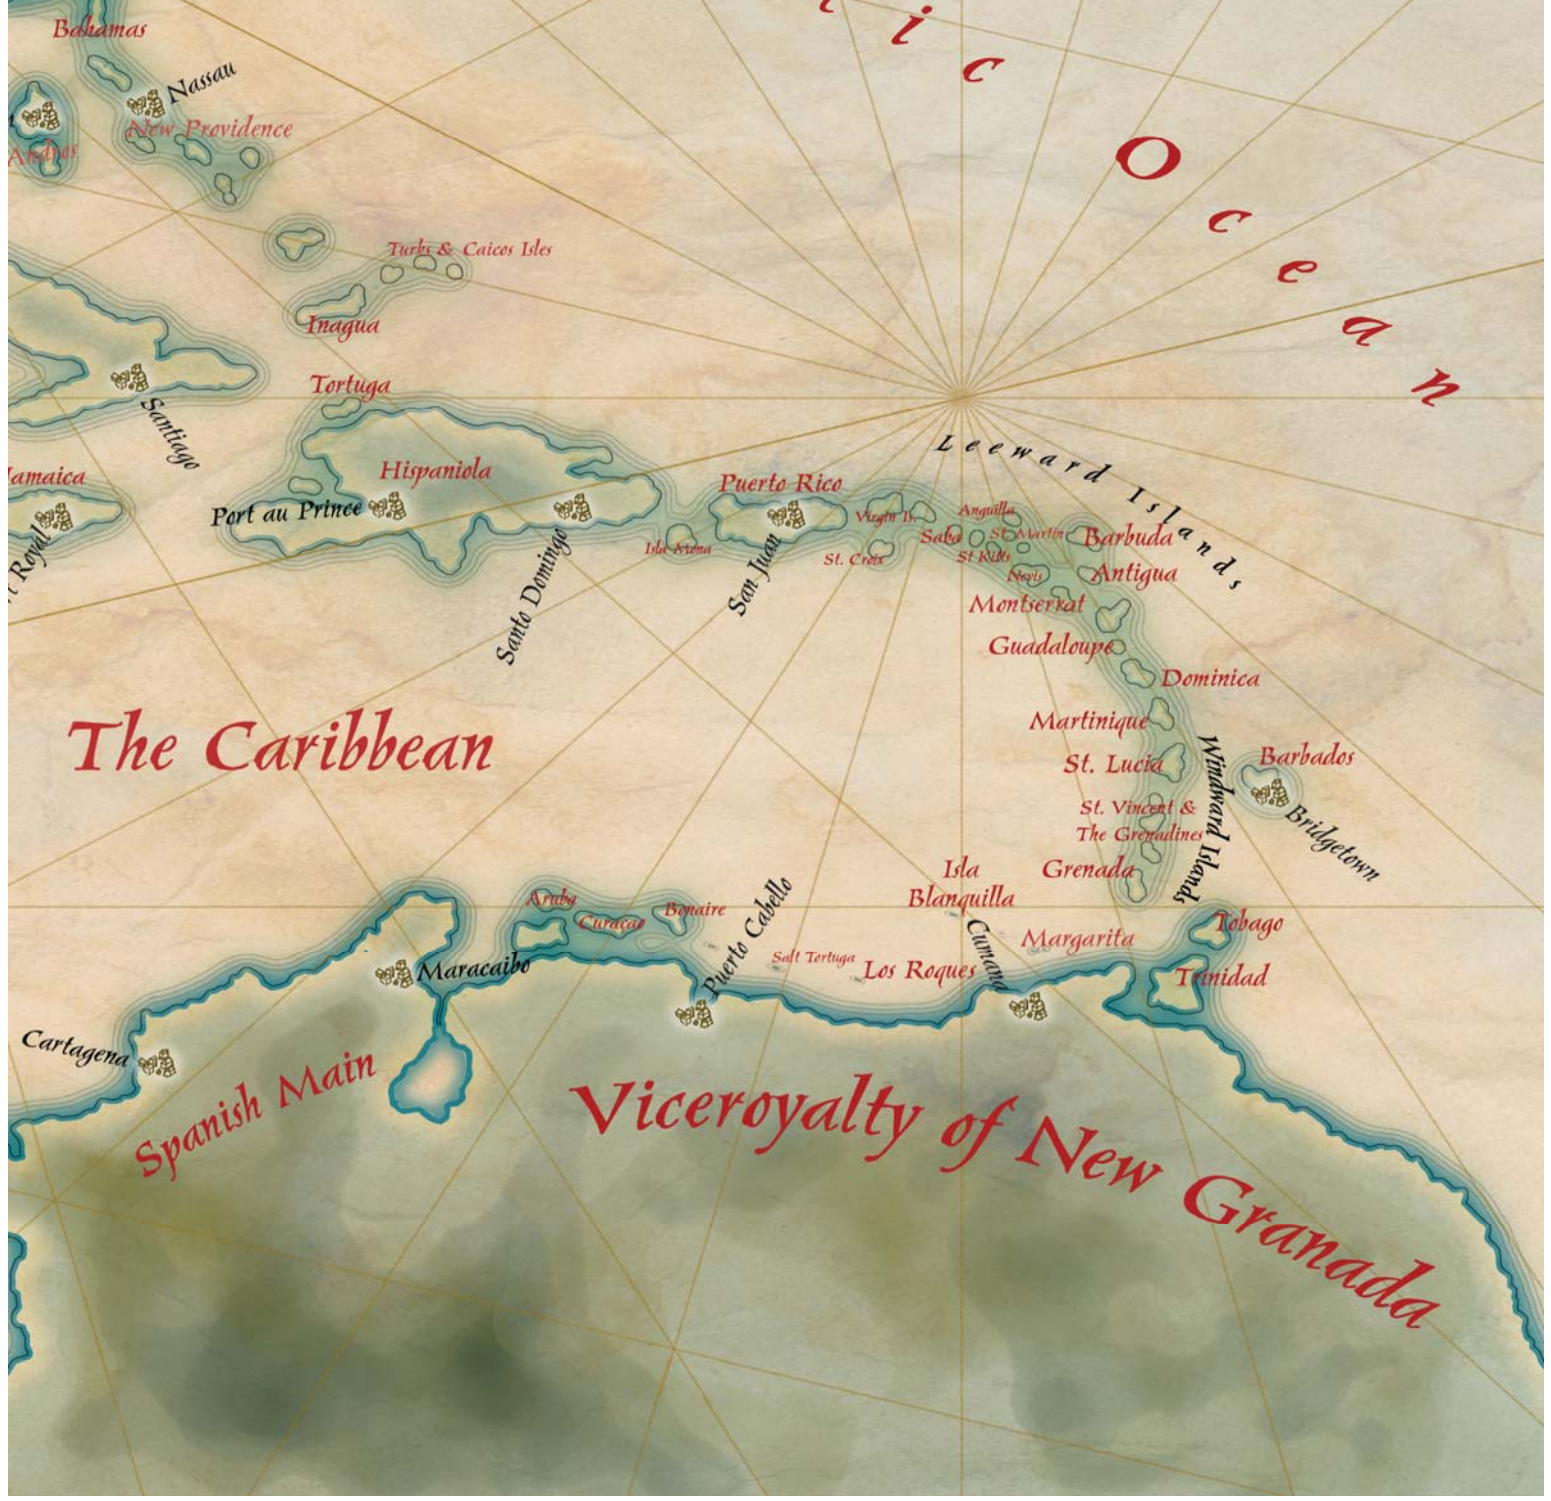 ic
Ocean
Bahamas
Nassau
New Providence
Andros
Turks & Caicos Isles
Inagua
Tortuga
Santiago
Hispaniola
Jamaica
Port au Prince
Royal
Santo Domingo
Isla Mona
Puerto Rico
San Juan
Leeward Islands
Virgin Is.
St. Croix
Anguilla
Saba
St. Martin
St Kitts
Nevis
Barbuda
Antigua
Montserrat
Guadaloupe
Dominica
Martinique
St. Lucia
St. Vincent &
The Grenadines
Grenada
Windward Islands
Barbados
Bridgetown
The Caribbean
Isla
Blanquilla
Aruba
Curaçao
Bonaire
Puerto Cabello
Salt Tortuga
Los Roques
Cumana
Margarita
Tobago
Trinidad
Maracaibo
Cartagena
Spanish Main
Viceroyalty of New Granada